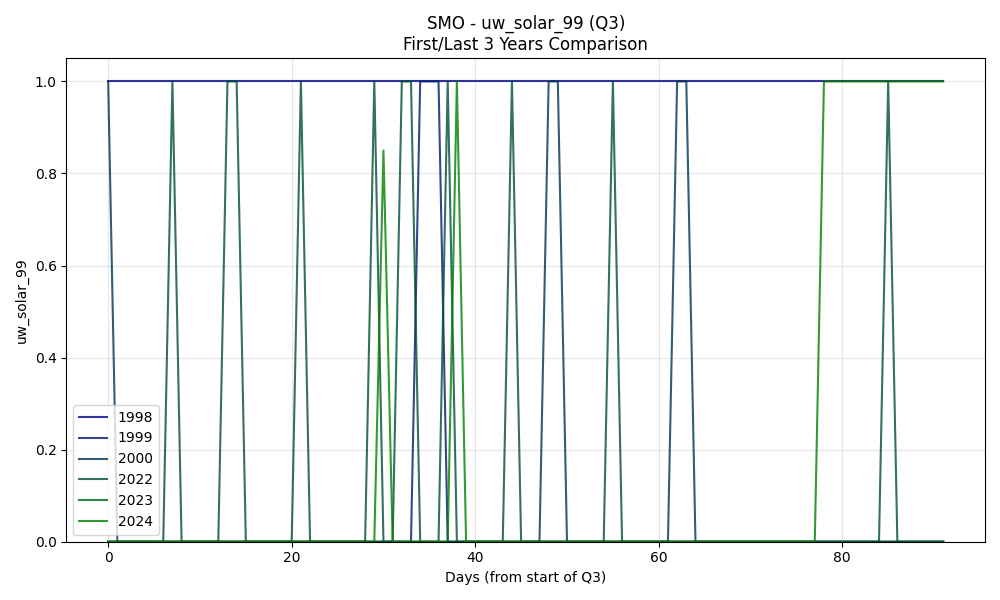 SMO - uw_solar_99 (Q3)
First/Last 3 Years Comparison
uw_solar_99
1.0
0.8
0.6
0.4
0.2
0.0
1998
1999
2000
2022
2023
2024
0 20 40 60 80
Days (from start of Q3)